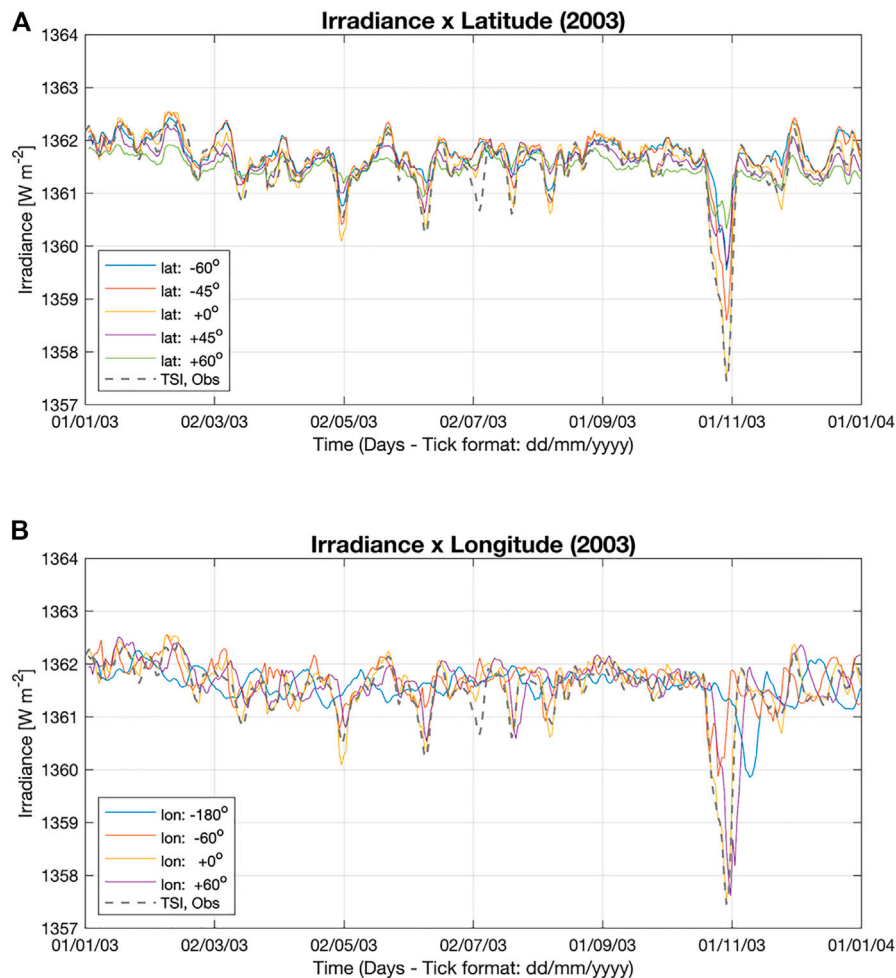 A
Irradiance x Latitude (2003)
1364
1363
1362
1361
1360
1359
1358
1357
Irradiance [W m⁻²]
lat: -60°
lat: -45°
lat: +0°
lat: +45°
lat: +60°
TSI, Obs
01/01/03 02/03/03 02/05/03 02/07/03 01/09/03 01/11/03 01/01/04
Time (Days - Tick format: dd/mm/yyyy)
B
Irradiance x Longitude (2003)
1364
1363
1362
1361
1360
1359
1358
1357
Irradiance [W m⁻²]
lon: -180°
lon: -60°
lon: +0°
lon: +60°
TSI, Obs
01/01/03 02/03/03 02/05/03 02/07/03 01/09/03 01/11/03 01/01/04
Time (Days - Tick format: dd/mm/yyyy)